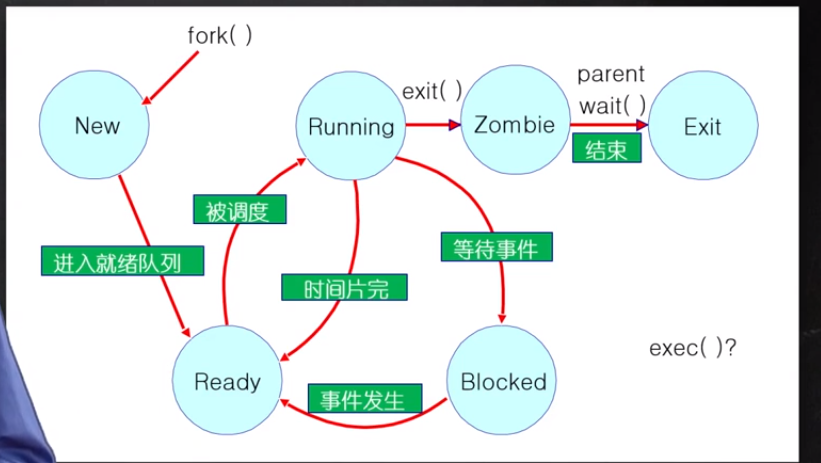 fork( )
New
Running
exit( )
Zombie
parent
wait( )
Exit
结束
被调度
进入就绪队列
时间片完
等待事件
exec( )?
Ready
Blocked
事件发生